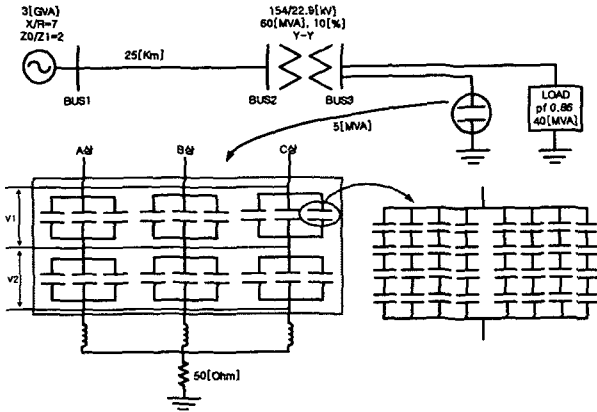 3[GVA]
X/R=7
Z0/Z1=2
25[Km]
BUS1
154/22.9[kV]
60[MVA], 10[%]
Y-Y
BUS2
BUS3
LOAD
pf 0.86
40[MVA]
5[MVA]
A상
B상
C상
V1
V2
50[Ohm]